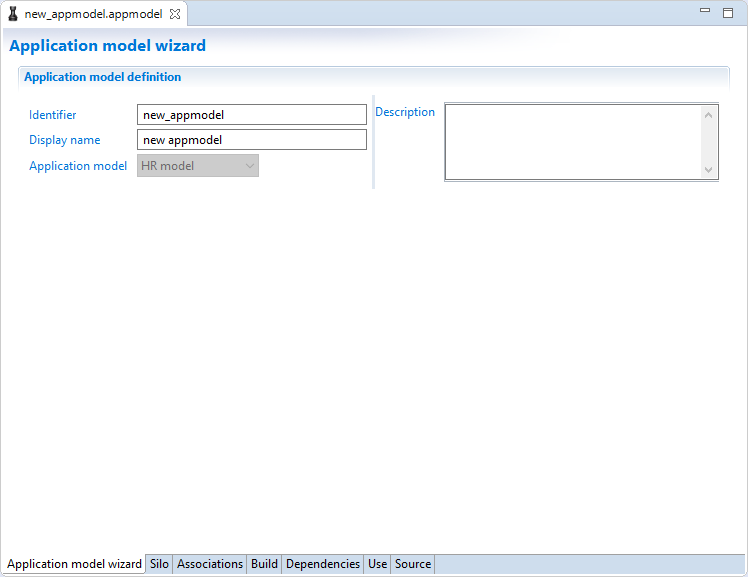 new_appmodel.appmodel
Application model wizard
Application model definition
Identifier new_appmodel
Description
Display name new appmodel
Application model HR model
Application model wizard Silo Associations Build Dependencies Use Source